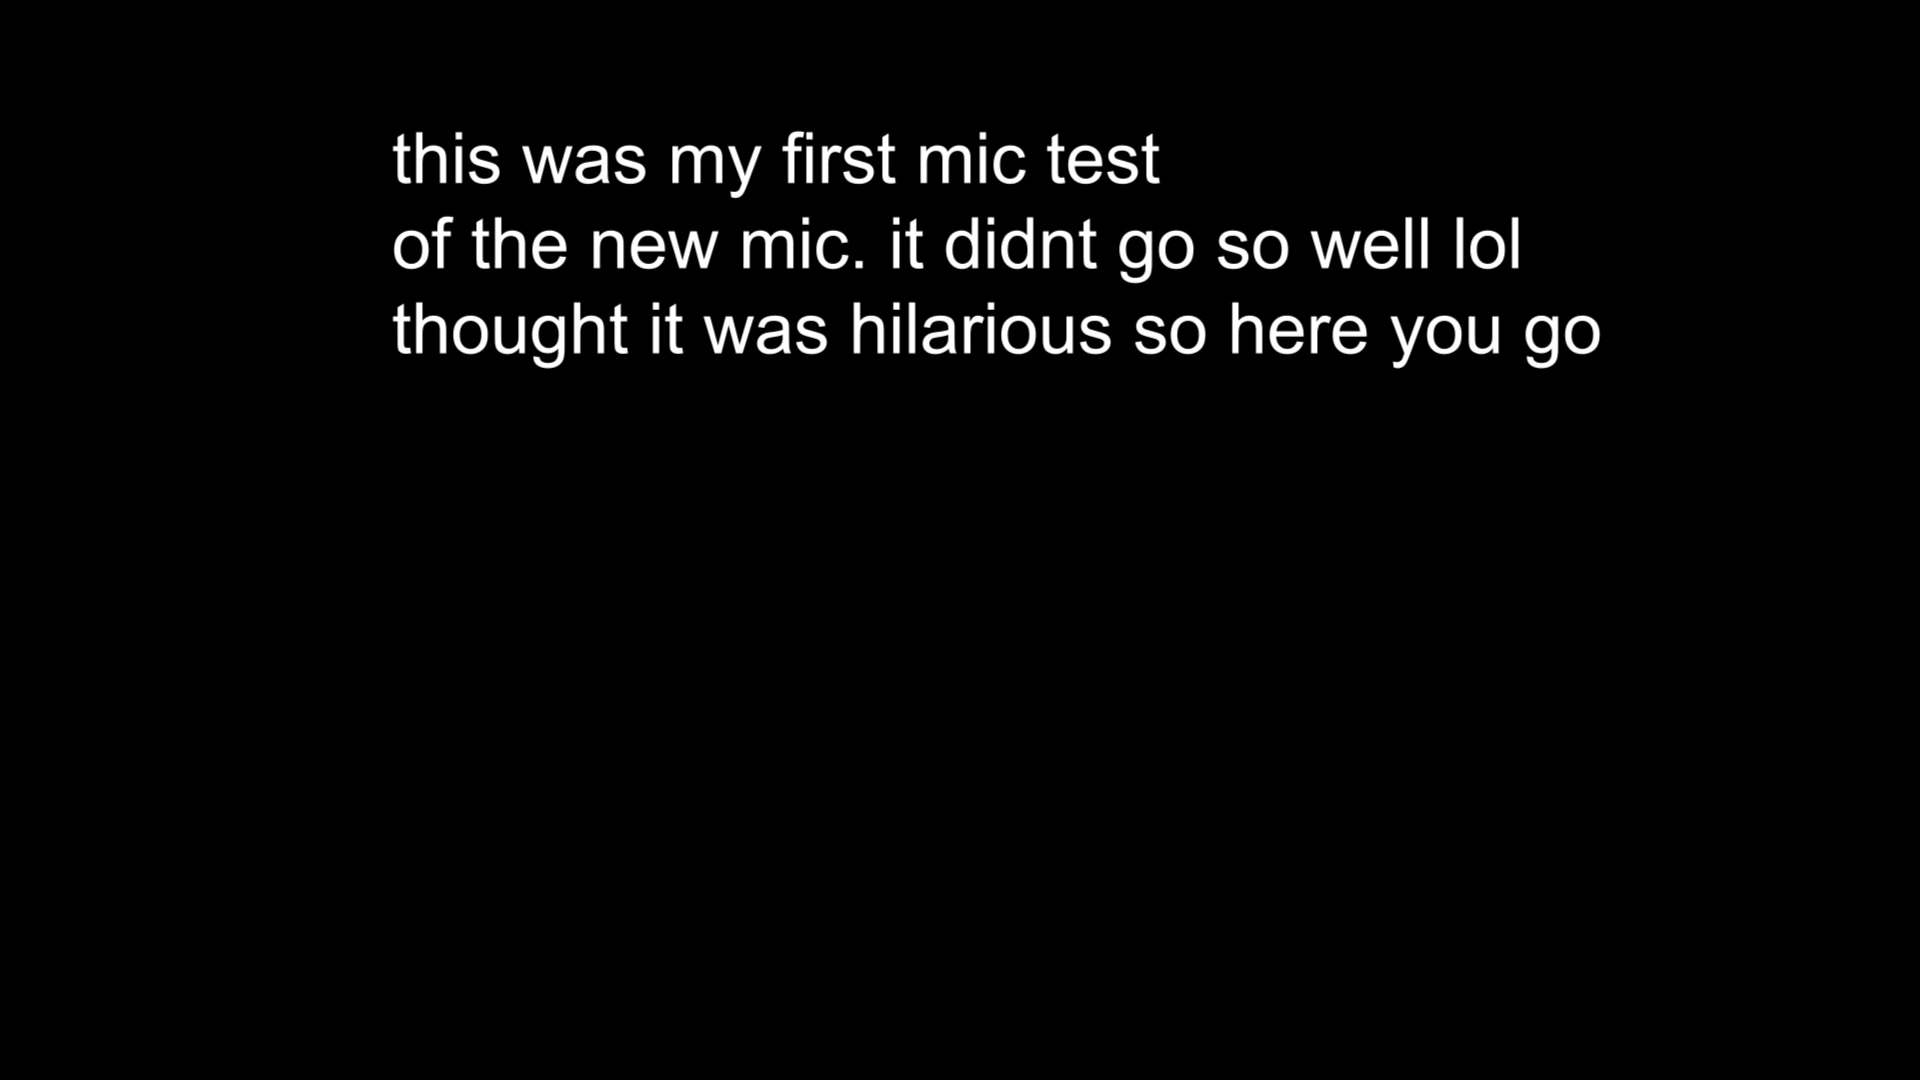 this was my first mic test
of the new mic. it didnt go so well lol
thought it was hilarious so here you go